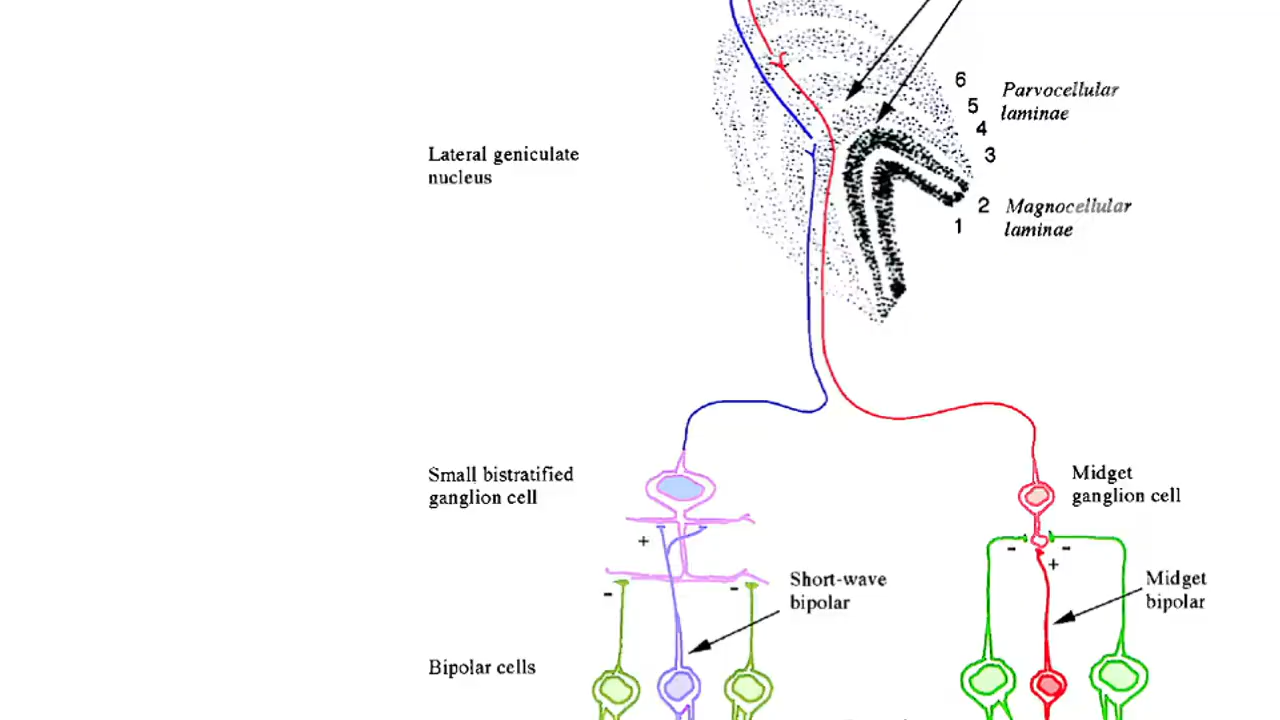 6
5
4
3
2
1
Parvocellular
laminae
Lateral geniculate
nucleus
Magnocellular
laminae
Small bistratified
ganglion cell
Midget
ganglion cell
+
-
-
+
-
-
Short-wave
bipolar
Midget
bipolar
Bipolar cells